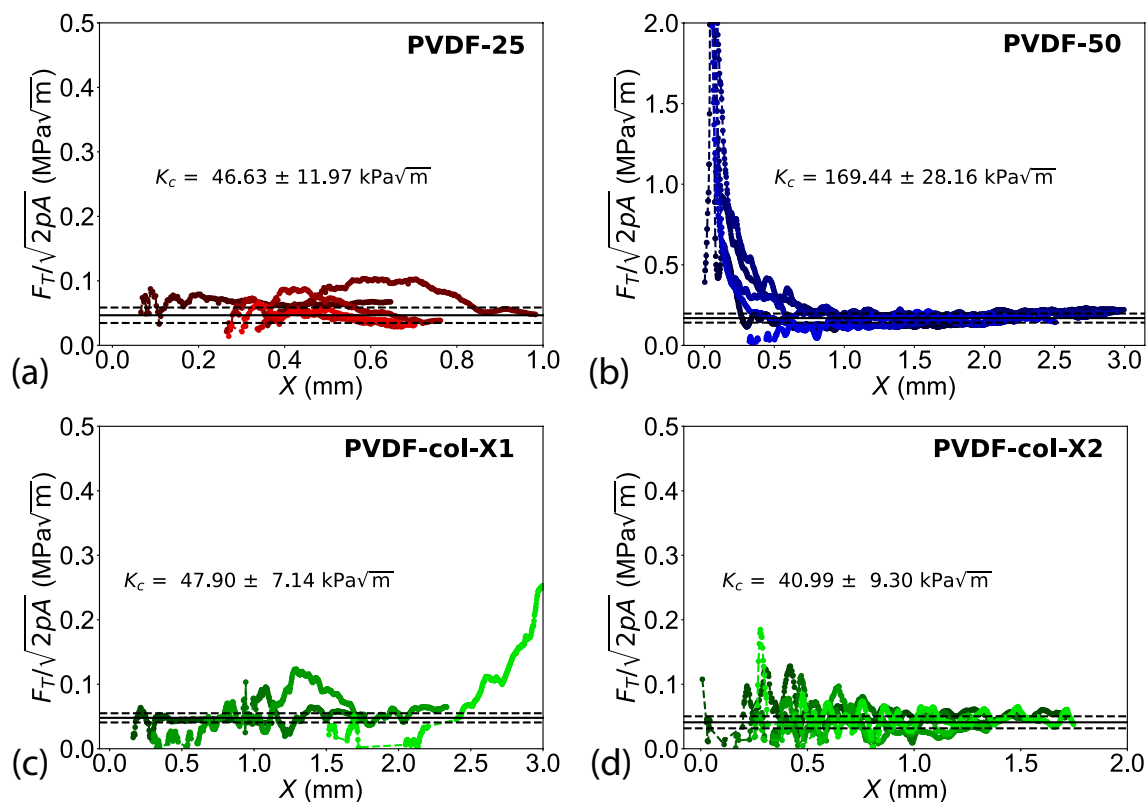 PVDF-25
F_T/√2pA (MPa√m)
0.5
0.4
0.3
0.2
0.1
0.0
K_c = 46.63 ± 11.97 kPa√m
0.0 0.2 0.4 0.6 0.8 1.0
X (mm)
(a)
PVDF-50
F_T/√2pA (MPa√m)
2.0
1.5
1.0
0.5
0.0
K_c = 169.44 ± 28.16 kPa√m
0.0 0.5 1.0 1.5 2.0 2.5 3.0
X (mm)
(b)
PVDF-col-X1
F_T/√2pA (MPa√m)
0.5
0.4
0.3
0.2
0.1
0.0
K_c = 47.90 ± 7.14 kPa√m
0.0 0.5 1.0 1.5 2.0 2.5 3.0
X (mm)
(c)
PVDF-col-X2
F_T/√2pA (MPa√m)
0.5
0.4
0.3
0.2
0.1
0.0
K_c = 40.99 ± 9.30 kPa√m
0.0 0.5 1.0 1.5 2.0
X (mm)
(d)